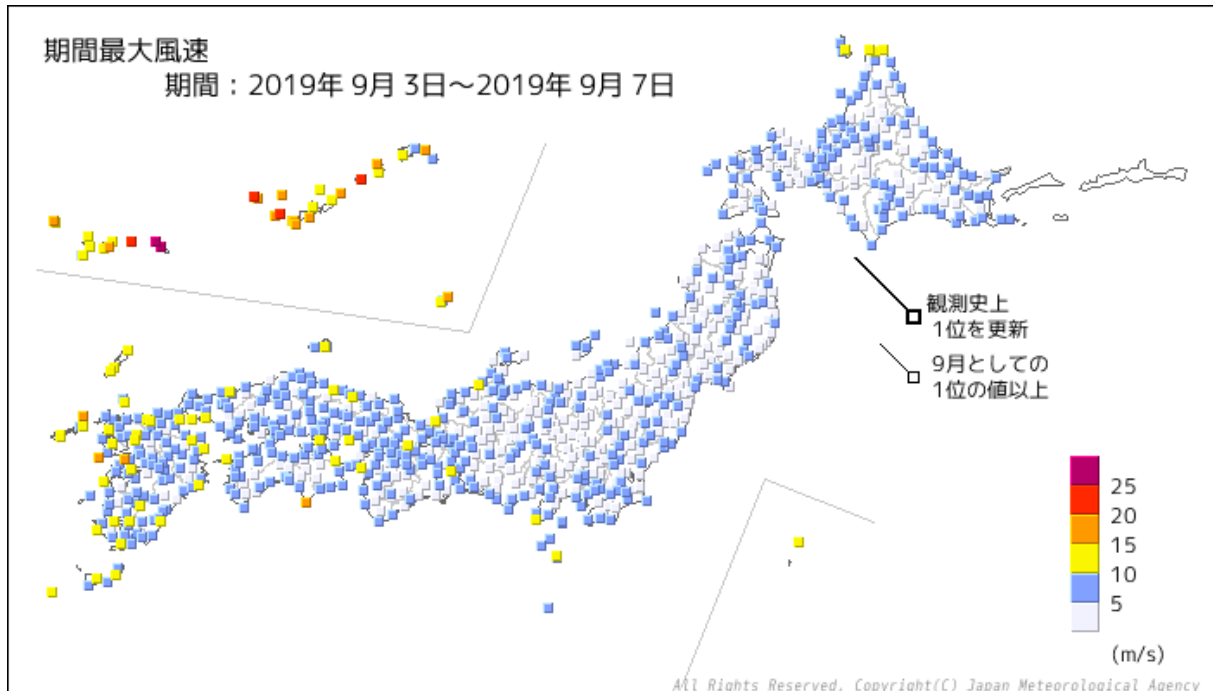 期間最大風速
期間：2019年 9月 3日～2019年 9月 7日
観測史上
1位を更新
9月としての
1位の値以上
25
20
15
10
5
(m/s)
All Rights Reserved, Copyright(C) Japan Meteorological Agency